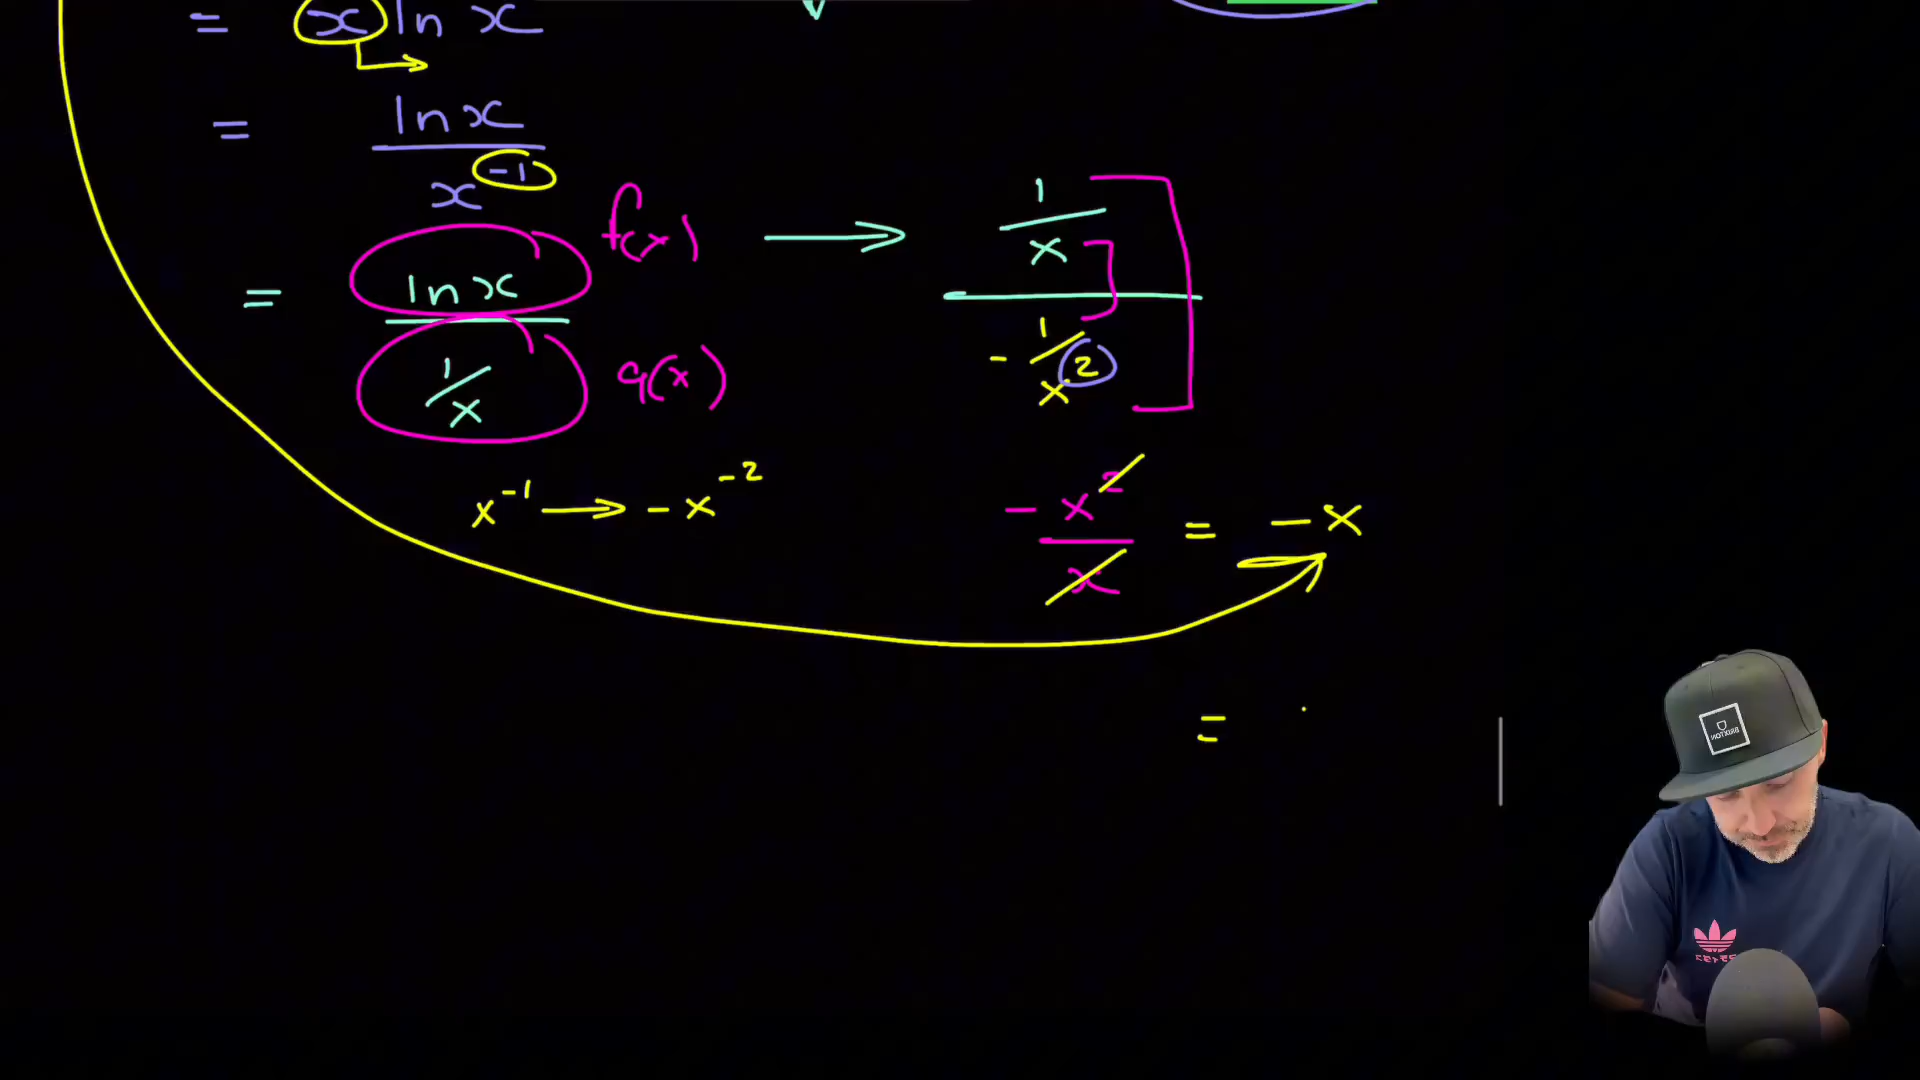 = x ln x
= ln x / x^-1
= ln x / 1/x
f(x)
g(x)
1/x / -1/x^2
x^-1 → -x^-2
-x^2 / x = -x
=